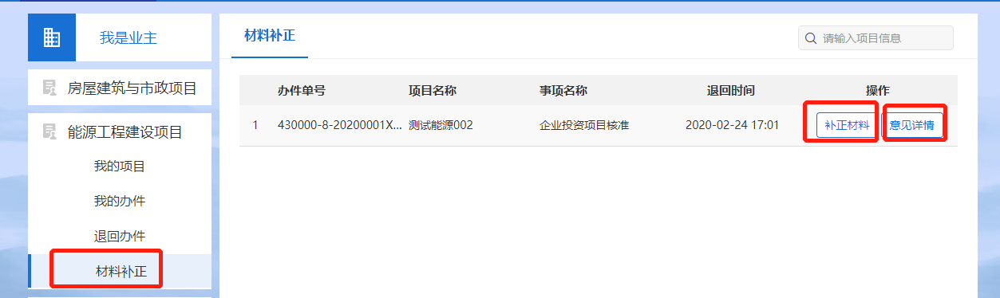 我是业主
房屋建筑与市政项目
能源工程建设项目
我的项目
我的办件
退回办件
材料补正
材料补正
请输入项目信息
办件单号 项目名称 事项名称 退回时间 操作
1 430000-8-20200001X... 测试能源002 企业投资项目核准 2020-02-24 17:01 补正材料 意见详情